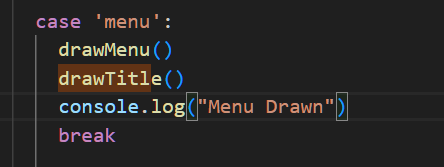 case 'menu':
drawMenu()
drawTitle()
console.log("Menu Drawn")
break